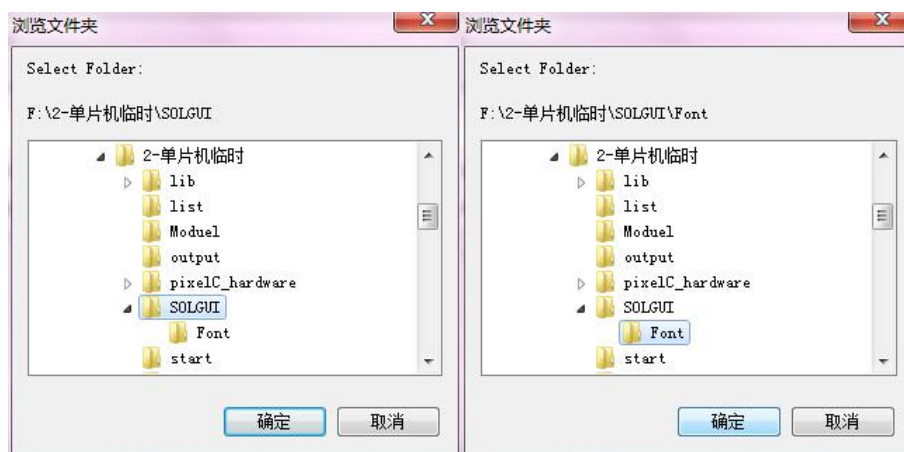 浏览文件夹
Select Folder:
F:\2-单片机临时\SOLGUI
2-单片机临时
lib
list
Moduel
output
pixelC_hardware
SOLGUI
Font
start
确定
取消
浏览文件夹
Select Folder:
F:\2-单片机临时\SOLGUI\Font
2-单片机临时
lib
list
Moduel
output
pixelC_hardware
SOLGUI
Font
start
确定
取消